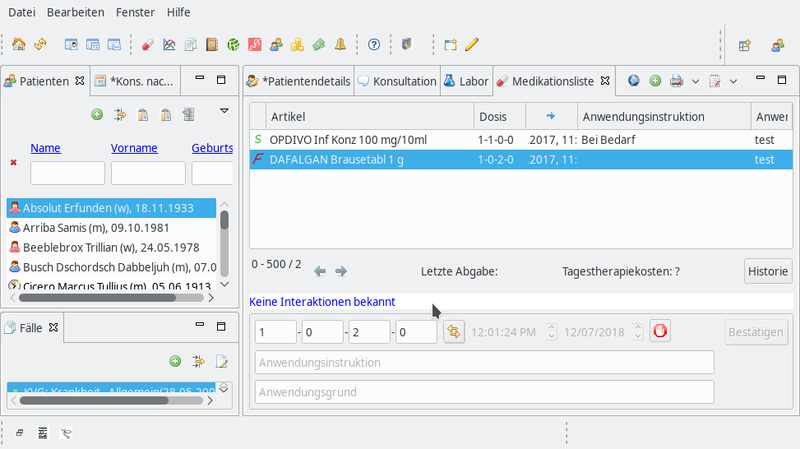 Datei Bearbeiten Fenster Hilfe
Patienten *Kons. nac...
Name Vorname Geburts
Absolut Erfunden (w), 18.11.1933
Arriba Samis (m), 09.10.1981
Beeblebrox Trillian (w), 24.05.1978
Busch Dschordsch Dabbeljuh (m), 07.0
Cicero Marcus Tullius (m), 05.06.1913
Fälle
KVG: Krankheit - Allgemein(28.05.200
*Patientendetails Konsultation Labor Medikationsliste
Artikel Dosis Anwendungsinstruktion Anwer
S OPDIVO Inf Konz 100 mg/10ml 1-1-0-0 .2017, 11: Bei Bedarf test
F DAFALGAN Brausetabl 1 g 1-0-2-0 .2017, 11: test
0 - 500 / 2 Letzte Abgabe: Tagestherapiekosten: ? Historie
Keine Interaktionen bekannt
1 - 0 - 2 - 0 12:01:24 PM 12/07/2018 Bestätigen
Anwendungsinstruktion
Anwendungsgrund